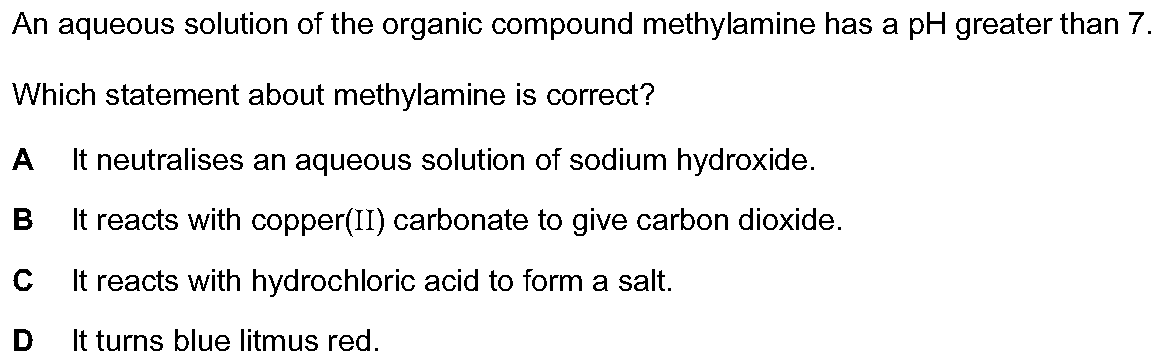 An aqueous solution of the organic compound methylamine has a pH greater than 7.
Which statement about methylamine is correct?
A It neutralises an aqueous solution of sodium hydroxide.
B It reacts with copper(II) carbonate to give carbon dioxide.
C It reacts with hydrochloric acid to form a salt.
D It turns blue litmus red.